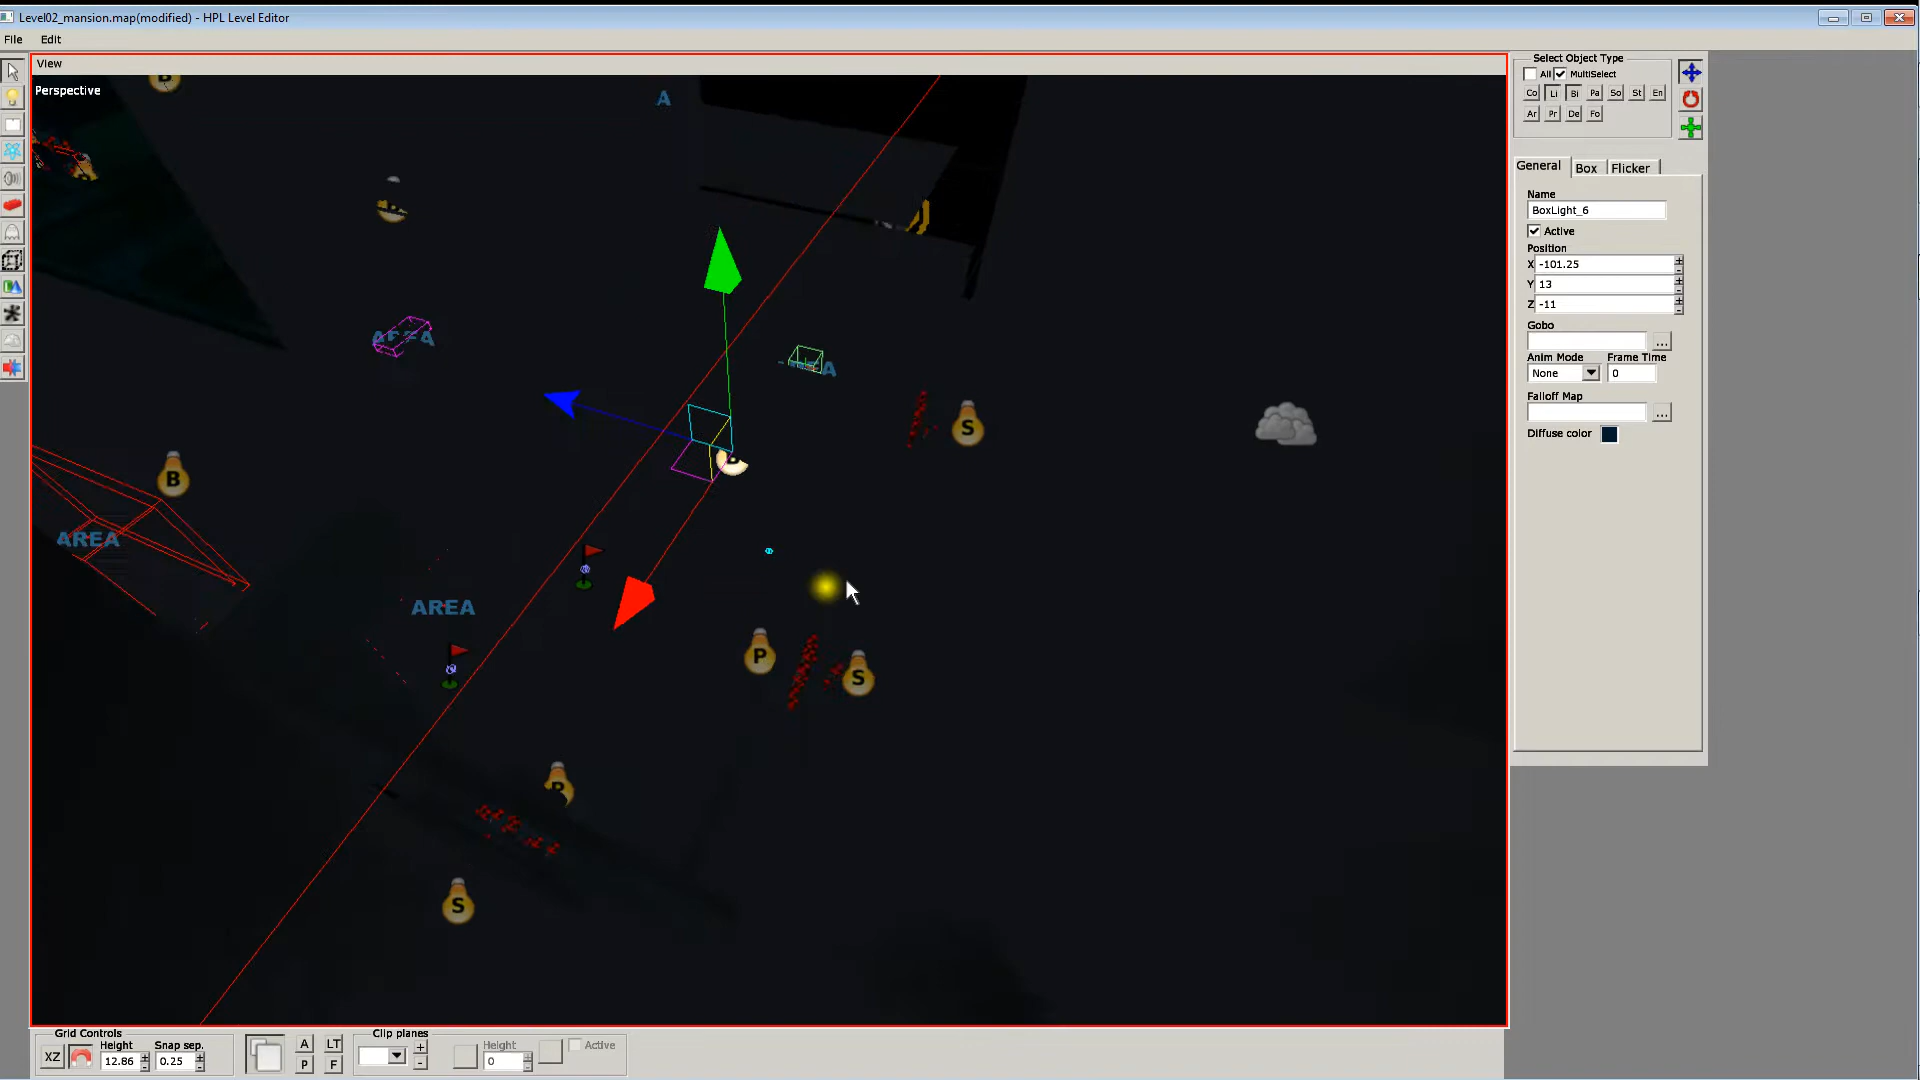 Level02_mansion.map(modified) - HPL Level Editor
File Edit
View
Perspective
A
AREA
AREA
B
S
P
S
S
Select Object Type
All MultiSelect
Co Li Bi Pa So St En
Ar Pr De Fo
General Box Flicker
Name
BoxLight_6
Active
Position
X -101.25
Y 13
Z -11
Gobo
...
Anim Mode Frame Time
None 0
Falloff Map
...
Diffuse color
Grid Controls
XZ Height 12.86 + - Snap sep. 0.25 + -
A LT
P F
Clip planes
+
-
Height
0
Active